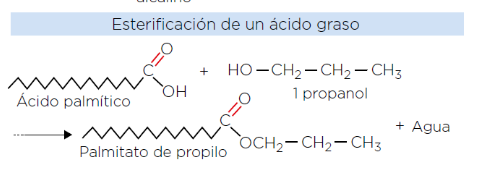 alcalino
Esterificación de un ácido graso
O
C
OH
+ HO—CH₂—CH₂—CH₃
Ácido palmítico
1 propanol
O
C
OCH₂—CH₂—CH₃
+ Agua
Palmitato de propilo